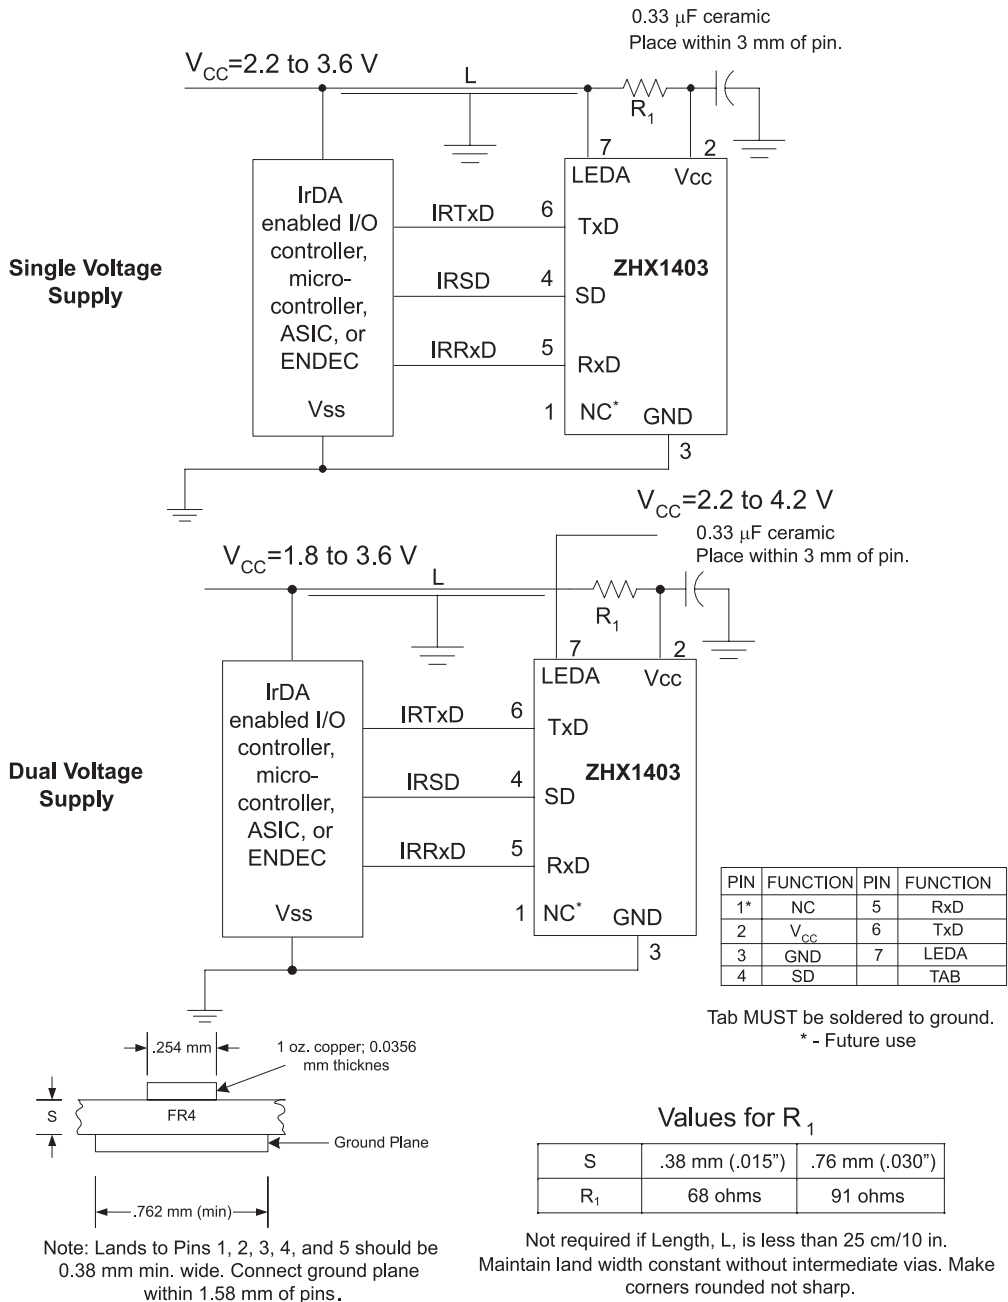 0.33 μF ceramic
Place within 3 mm of pin.
V_CC=2.2 to 3.6 V
L
R1
7
2
LEDA
Vcc
IrDA
enabled I/O
controller,
micro-
controller,
ASIC, or
ENDEC
Vss
IRTxD
6
TxD
ZHX1403
Single Voltage
Supply
IRSD
4
SD
IRRxD
5
RxD
1
NC*
GND
3
V_CC=2.2 to 4.2 V
0.33 μF ceramic
Place within 3 mm of pin.
V_CC=1.8 to 3.6 V
L
R1
7
2
LEDA
Vcc
IrDA
enabled I/O
controller,
micro-
controller,
ASIC, or
ENDEC
Vss
IRTxD
6
TxD
ZHX1403
Dual Voltage
Supply
IRSD
4
SD
IRRxD
5
RxD
1
NC*
GND
3
PIN FUNCTION PIN FUNCTION
1* NC 5 RxD
2 V_CC 6 TxD
3 GND 7 LEDA
4 SD TAB
Tab MUST be soldered to ground.
* - Future use
.254 mm
1 oz. copper; 0.0356
mm thicknes
S
FR4
Ground Plane
.762 mm (min)
Note: Lands to Pins 1, 2, 3, 4, and 5 should be
0.38 mm min. wide. Connect ground plane
within 1.58 mm of pins.
Values for R1
S .38 mm (.015”) .76 mm (.030”)
R1 68 ohms 91 ohms
Not required if Length, L, is less than 25 cm/10 in.
Maintain land width constant without intermediate vias. Make
corners rounded not sharp.